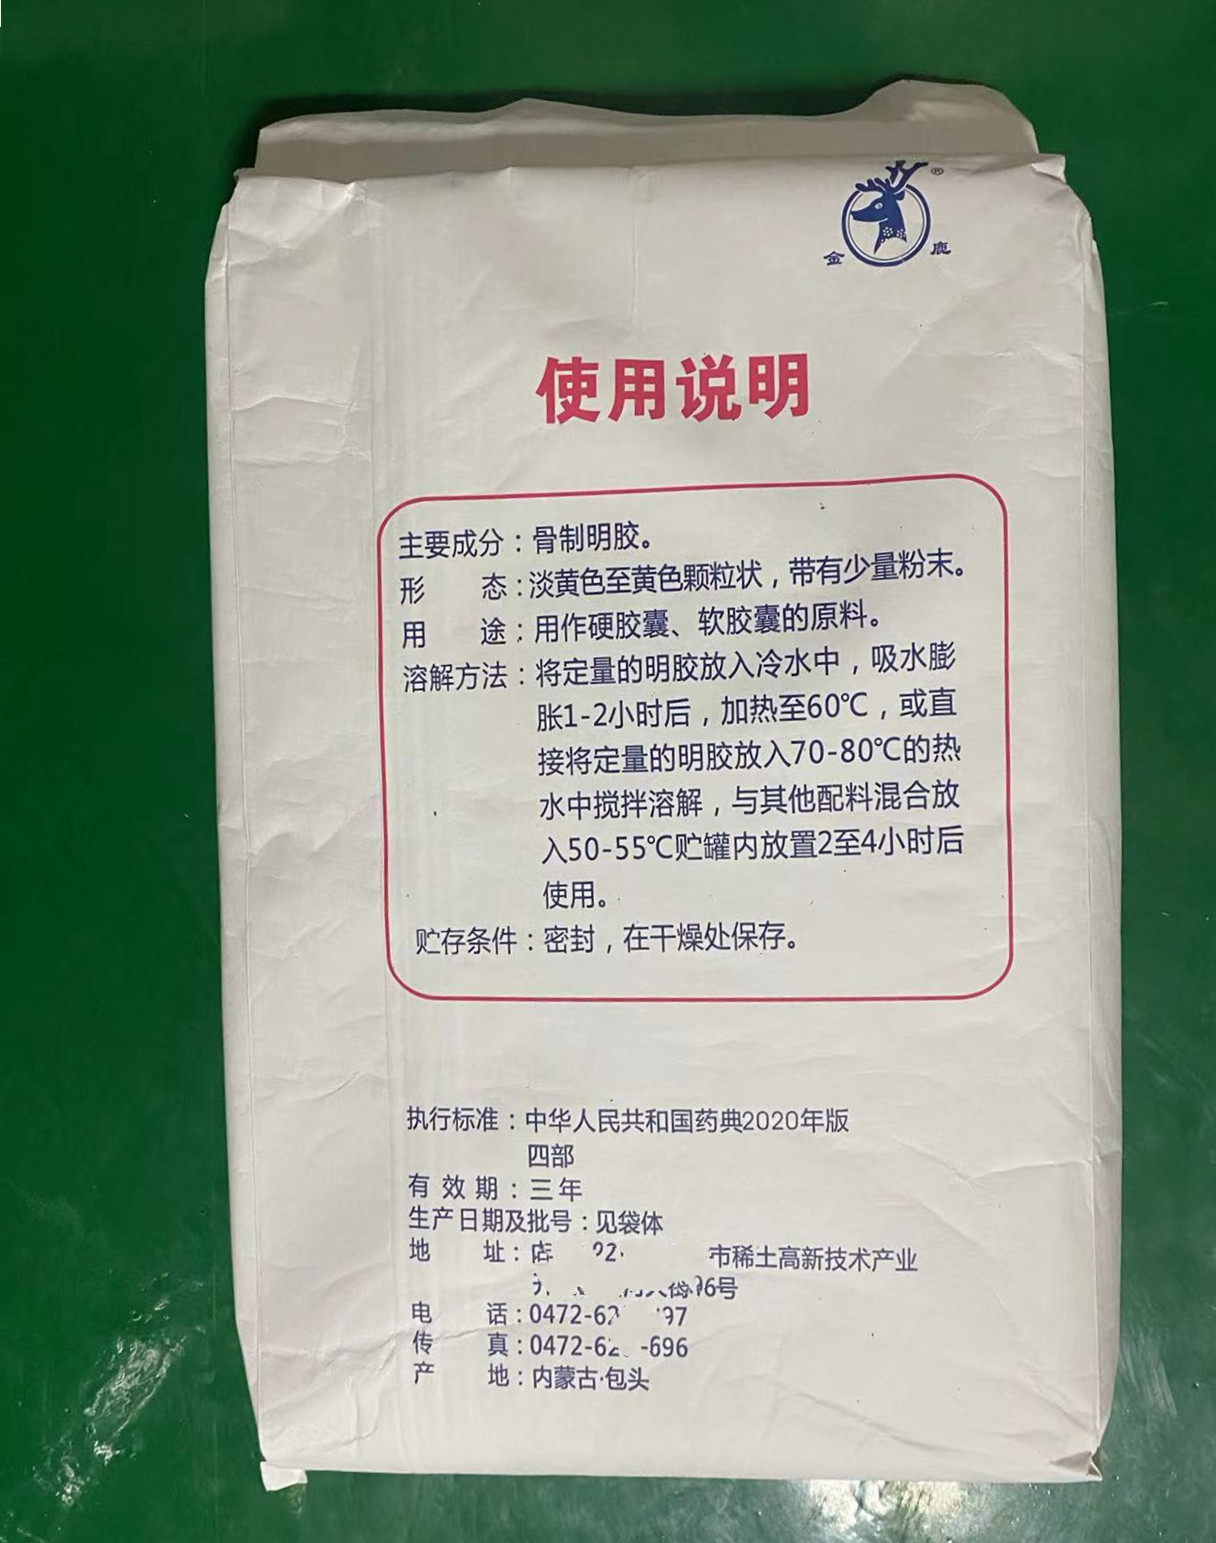 ®
金 鹿
使用说明
主要成分：骨制明胶。
形 态：淡黄色至黄色颗粒状，带有少量粉末。
用 途：用作硬胶囊、软胶囊的原料。
溶解方法：将定量的明胶放入冷水中，吸水膨
胀1-2小时后，加热至60℃，或直
接将定量的明胶放入70-80℃的热
水中搅拌溶解，与其他配料混合放
入50-55℃贮罐内放置2至4小时后
使用。
贮存条件：密封，在干燥处保存。
执行标准：中华人民共和国药典2020年版
四部
有 效 期：三年
生产日期及批号：见袋体
地 址： 市稀土高新技术产业
96号
电 话：0472-62 97
传 真：0472-62 -696
产 地：内蒙古·包头